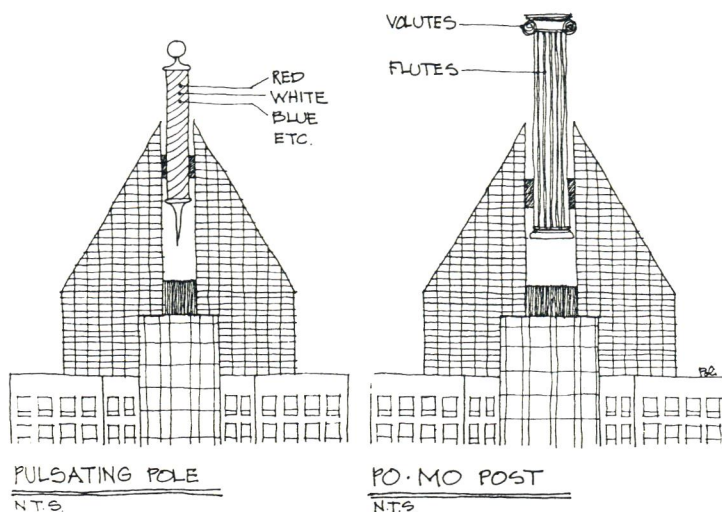 RED
WHITE
BLUE
ETC.
PULSATING POLE
N.T.S.
VOLUTES
FLUTES
PO·MO POST
N.T.S